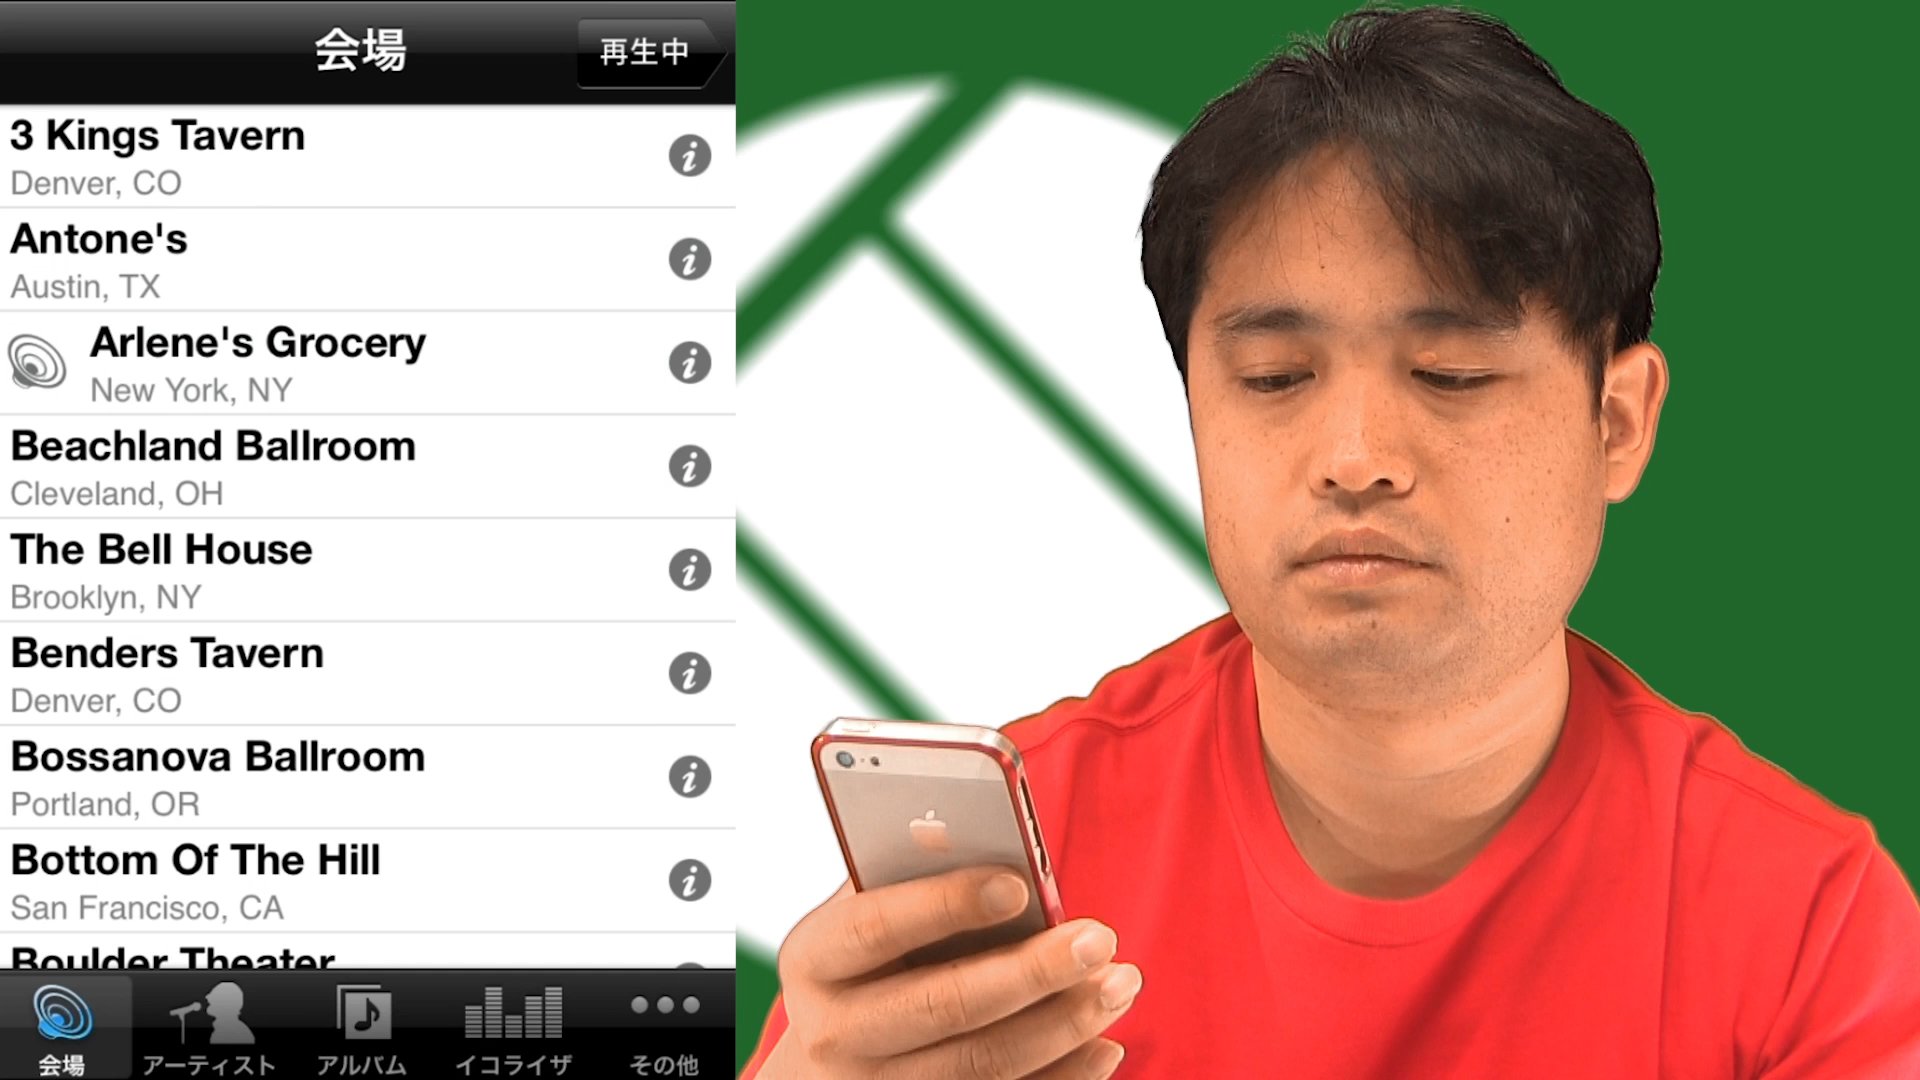 会場
再生中
3 Kings Tavern
Denver, CO
Antone's
Austin, TX
Arlene's Grocery
New York, NY
Beachland Ballroom
Cleveland, OH
The Bell House
Brooklyn, NY
Benders Tavern
Denver, CO
Bossanova Ballroom
Portland, OR
Bottom Of The Hill
San Francisco, CA
Boulder Theater
会場
アーティスト
アルバム
イコライザ
その他